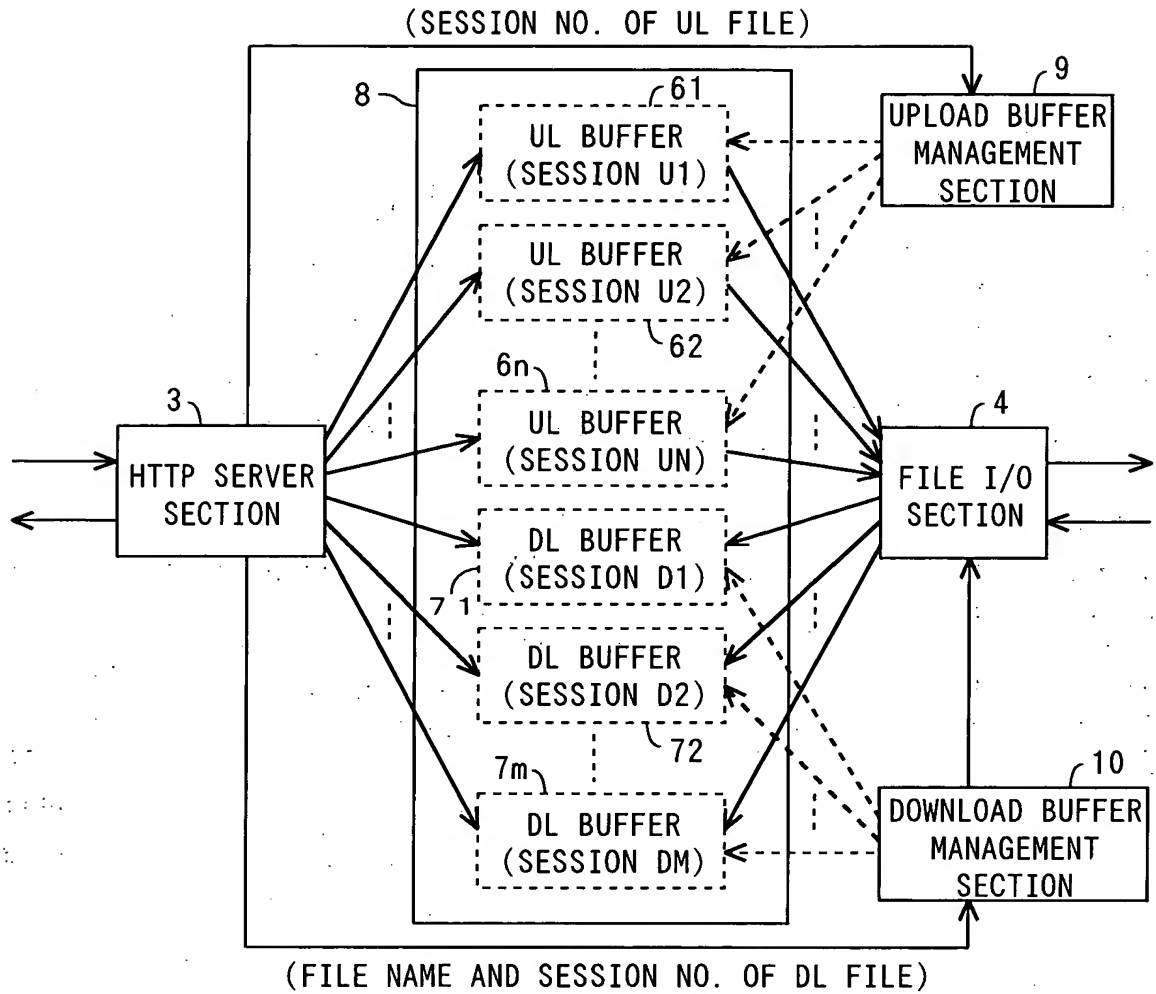 (SESSION NO. OF UL FILE)
8
61
9
UL BUFFER
(SESSION U1)
UPLOAD BUFFER
MANAGEMENT
SECTION
UL BUFFER
(SESSION U2)
62
6n
3
4
UL BUFFER
(SESSION UN)
HTTP SERVER
SECTION
FILE I/O
SECTION
DL BUFFER
(SESSION D1)
71
DL BUFFER
(SESSION D2)
72
7m
10
DL BUFFER
(SESSION DM)
DOWNLOAD BUFFER
MANAGEMENT
SECTION
(FILE NAME AND SESSION NO. OF DL FILE)